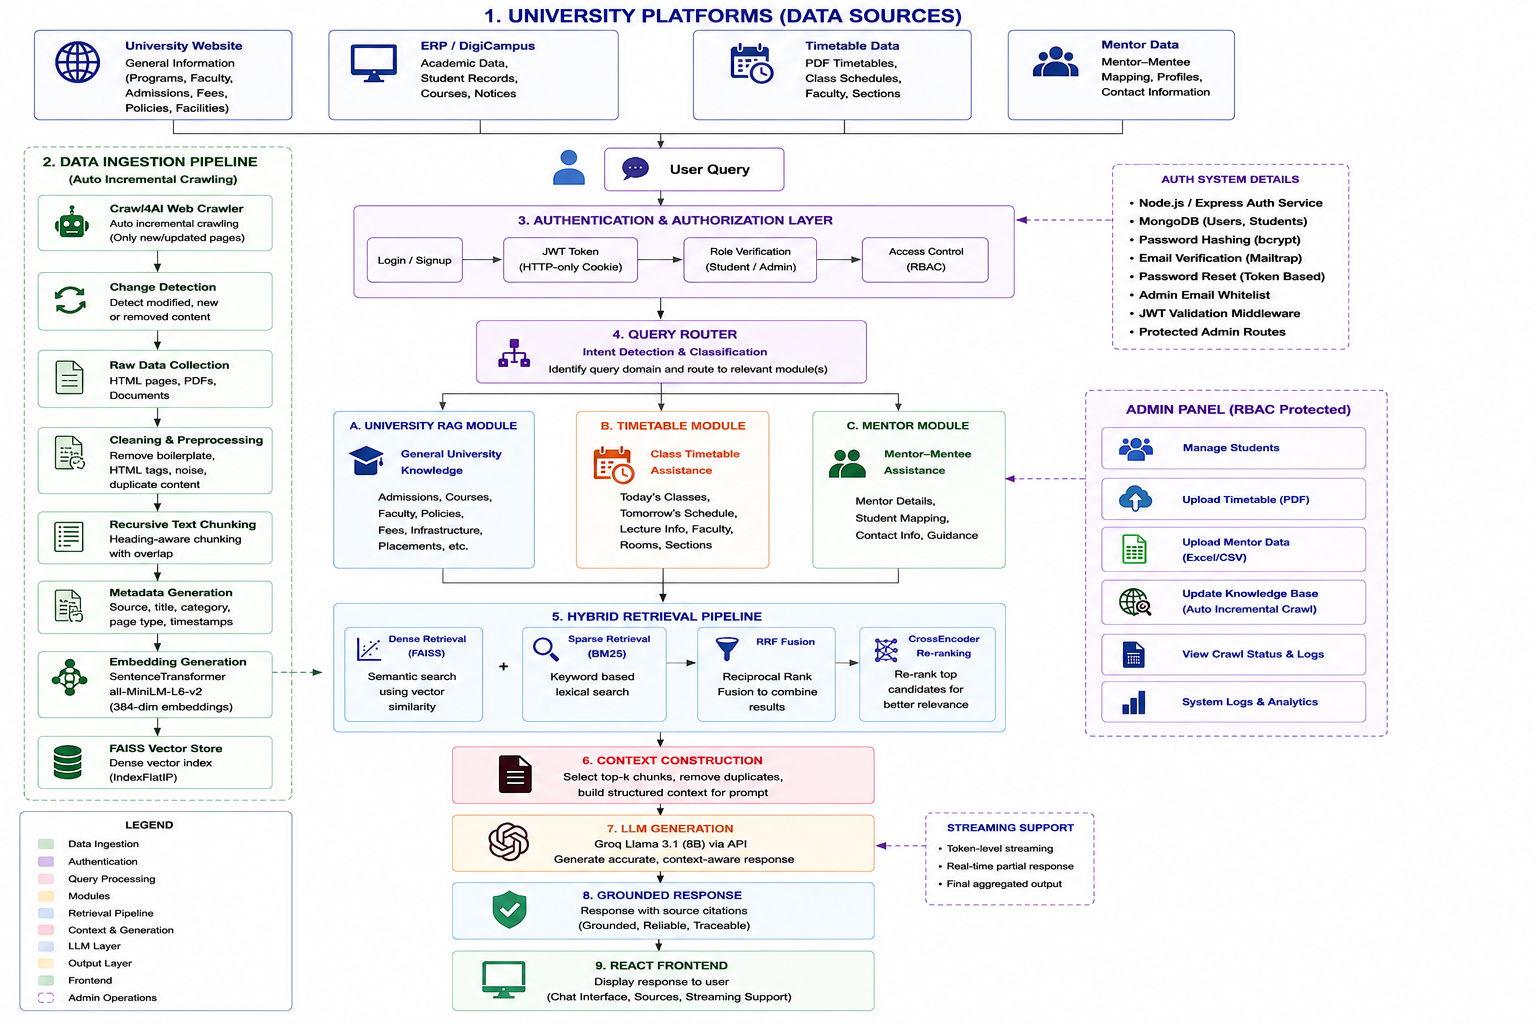 1. UNIVERSITY PLATFORMS (DATA SOURCES)
University Website
General Information
(Programs, Faculty,
Admissions, Fees,
Policies, Facilities)
ERP / DigiCampus
Academic Data,
Student Records,
Courses, Notices
Timetable Data
PDF Timetables,
Class Schedules,
Faculty, Sections
Mentor Data
Mentor–Mentee
Mapping, Profiles,
Contact Information
User Query
2. DATA INGESTION PIPELINE
(Auto Incremental Crawling)
Crawl4AI Web Crawler
Auto incremental crawling
(Only new/updated pages)
Change Detection
Detect modified, new
or removed content
Raw Data Collection
HTML pages, PDFs,
Documents
Cleaning & Preprocessing
Remove boilerplate,
HTML tags, noise,
duplicate content
Recursive Text Chunking
Heading-aware chunking
with overlap
Metadata Generation
Source, title, category,
page type, timestamps
Embedding Generation
SentenceTransformer
all-MiniLM-L6-v2
(384-dim embeddings)
FAISS Vector Store
Dense vector index
(IndexFlatIP)
3. AUTHENTICATION & AUTHORIZATION LAYER
Login / Signup
JWT Token
(HTTP-only Cookie)
Role Verification
(Student / Admin)
Access Control
(RBAC)
AUTH SYSTEM DETAILS
• Node.js / Express Auth Service
• MongoDB (Users, Students)
• Password Hashing (bcrypt)
• Email Verification (Mailtrap)
• Password Reset (Token Based)
• Admin Email Whitelist
• JWT Validation Middleware
• Protected Admin Routes
4. QUERY ROUTER
Intent Detection & Classification
Identify query domain and route to relevant module(s)
A. UNIVERSITY RAG MODULE
General University
Knowledge
Admissions, Courses,
Faculty, Policies,
Fees, Infrastructure,
Placements, etc.
B. TIMETABLE MODULE
Class Timetable
Assistance
Today's Classes,
Tomorrow's Schedule,
Lecture Info, Faculty,
Rooms, Sections
C. MENTOR MODULE
Mentor–Mentee
Assistance
Mentor Details,
Student Mapping,
Contact Info, Guidance
ADMIN PANEL (RBAC Protected)
Manage Students
Upload Timetable (PDF)
Upload Mentor Data
(Excel/CSV)
Update Knowledge Base
(Auto Incremental Crawl)
View Crawl Status & Logs
System Logs & Analytics
5. HYBRID RETRIEVAL PIPELINE
Dense Retrieval
(FAISS)
Semantic search
using vector
similarity
+
Sparse Retrieval
(BM25)
Keyword based
lexical search
RRF Fusion
Reciprocal Rank
Fusion to combine
results
CrossEncoder
Re-ranking
Re-rank top
candidates for
better relevance
6. CONTEXT CONSTRUCTION
Select top-k chunks, remove duplicates,
build structured context for prompt
7. LLM GENERATION
Groq Llama 3.1 (8B) via API
Generate accurate, context-aware response
STREAMING SUPPORT
• Token-level streaming
• Real-time partial response
• Final aggregated output
8. GROUNDED RESPONSE
Response with source citations
(Grounded, Reliable, Traceable)
9. REACT FRONTEND
Display response to user
(Chat Interface, Sources, Streaming Support)
LEGEND
Data Ingestion
Authentication
Query Processing
Modules
Retrieval Pipeline
Context & Generation
LLM Layer
Output Layer
Frontend
Admin Operations